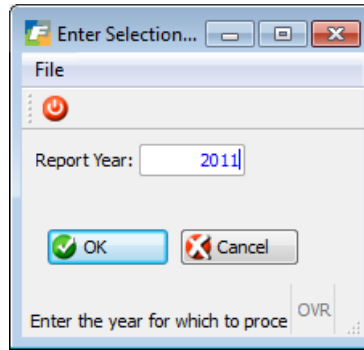 Enter Selection...
File
Report Year: 2011
OK Cancel
Enter the year for which to proce OVR